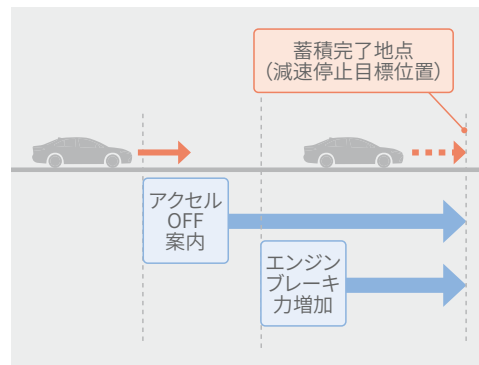 蓄積完了地点
（減速停止目標位置）
アクセル
OFF
案内
エンジン
ブレーキ
力増加